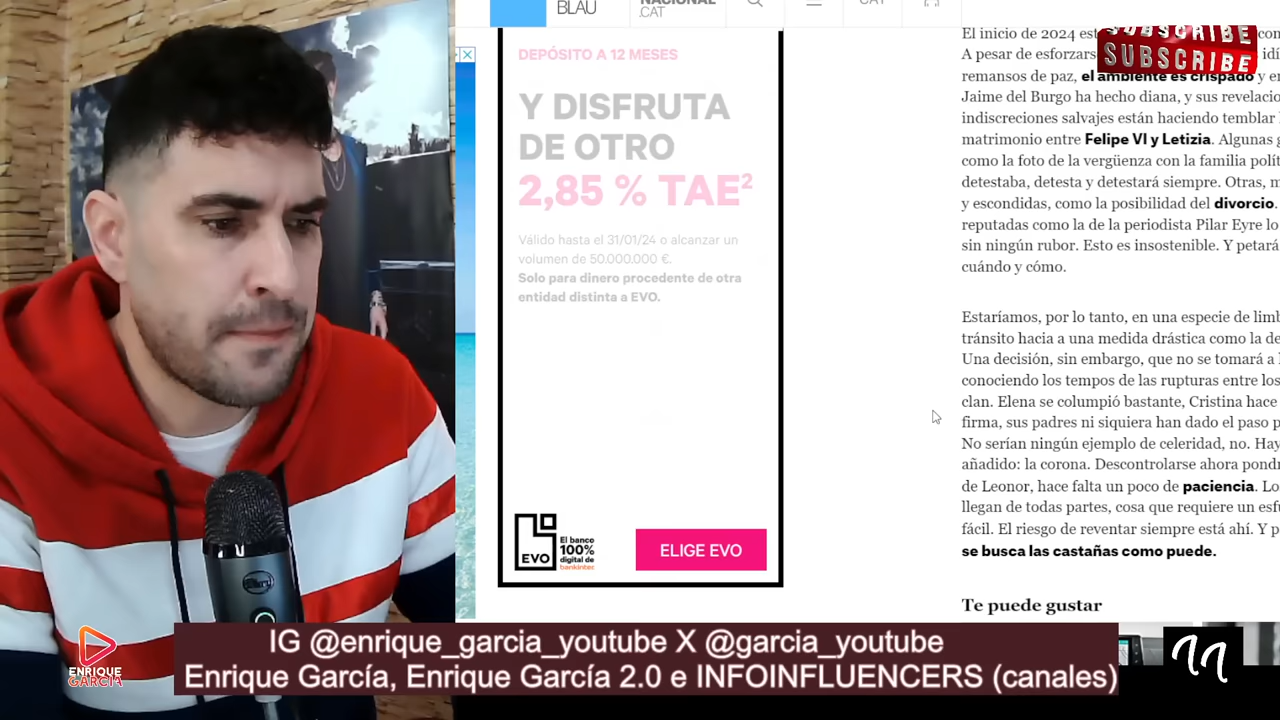 BLAU
NACIONAL
.CAT
CAT
DEPÓSITO A 12 MESES
Y DISFRUTA
DE OTRO
2,85 % TAE²
Válido hasta el 31/01/24 o alcanzar un
volumen de 50.000.000 €.
Solo para dinero procedente de otra
entidad distinta a EVO.
EVO
El banco
100%
digital de
bankinter
ELIGE EVO
SUBSCRIBE
SUBSCRIBE
El inicio de 2024 est
A pesar de esforzars
remansos de paz, el ambiente es crispado y
Jaime del Burgo ha hecho diana, y sus revelacio
indiscreciones salvajes están haciendo temblar
matrimonio entre Felipe VI y Letizia. Algunas
como la foto de la vergüenza con la familia polít
detestaba, detesta y detestará siempre. Otras, m
y escondidas, como la posibilidad del divorcio.
reputadas como la de la periodista Pilar Eyre lo
sin ningún rubor. Esto es insostenible. Y petará
cuándo y cómo.
Estaríamos, por lo tanto, en una especie de limb
tránsito hacia a una medida drástica como la de
Una decisión, sin embargo, que no se tomará a
conociendo los tempos de las rupturas entre los
clan. Elena se columpió bastante, Cristina hace
firma, sus padres ni siquiera han dado el paso p
No serían ningún ejemplo de celeridad, no. Hay
añadido: la corona. Descontrolarse ahora pondr
de Leonor, hace falta un poco de paciencia. Lo
llegan de todas partes, cosa que requiere un esf
fácil. El riesgo de reventar siempre está ahí. Y p
se busca las castañas como puede.
Te puede gustar
ENRIQUE
GARCÍA
IG @enrique_garcia_youtube X @garcia_youtube
Enrique García, Enrique García 2.0 e INFOINFLUENCERS (canales)